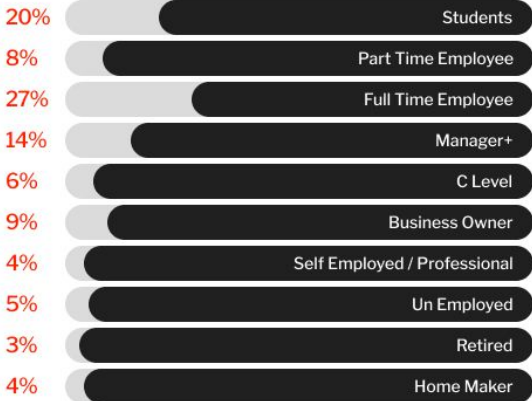 20% Students
8% Part Time Employee
27% Full Time Employee
14% Manager+
6% C Level
9% Business Owner
4% Self Employed / Professional
5% Un Employed
3% Retired
4% Home Maker